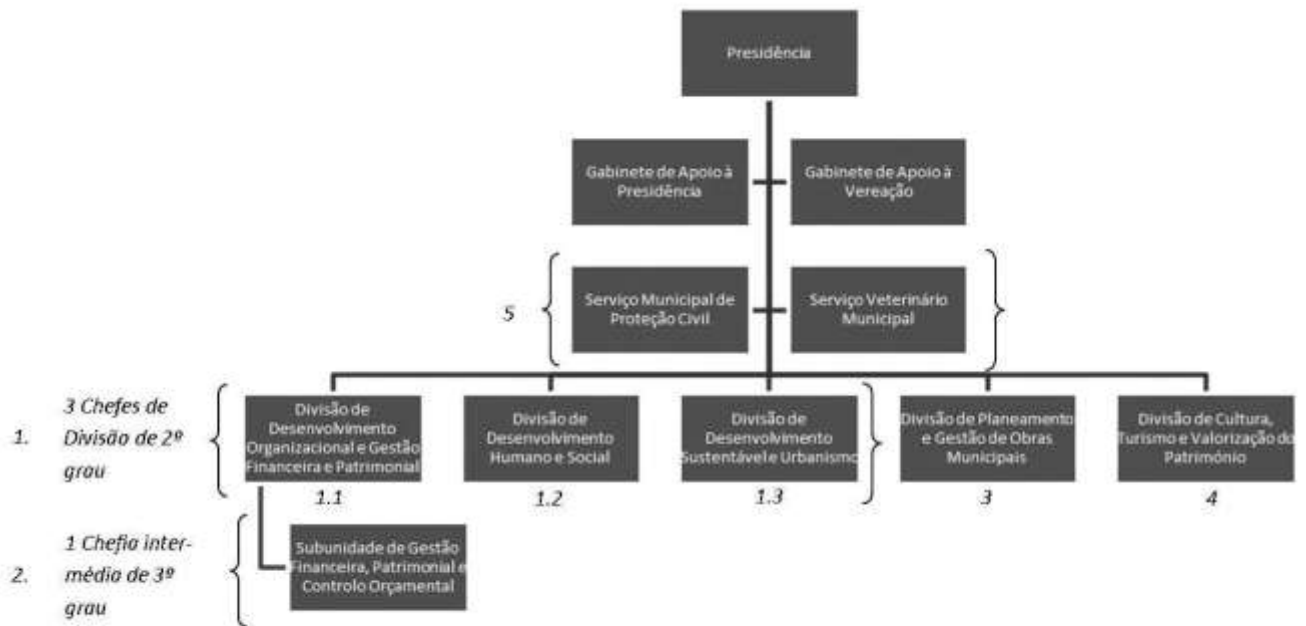 Presidência
Gabinete de Apoio à
Presidência
Gabinete de Apoio à
Vereação
5
Serviço Municipal de
Proteção Civil
Serviço Veterinário
Municipal
1.
3 Chefes de
Divisão de 2º
grau
Divisão de
Desenvolvimento
Organizacional e Gestão
Financeira e Patrimonial
1.1
Divisão de
Desenvolvimento
Humano e Social
1.2
Divisão de
Desenvolvimento
Sustentável e Urbanismo
1.3
Divisão de Planeamento
e Gestão de Obras
Municipais
3
Divisão de Cultura,
Turismo e Valorização do
Património
4
2.
1 Chefia inter-
média de 3º
grau
Subunidade de Gestão
Financeira, Patrimonial e
Controlo Orçamental